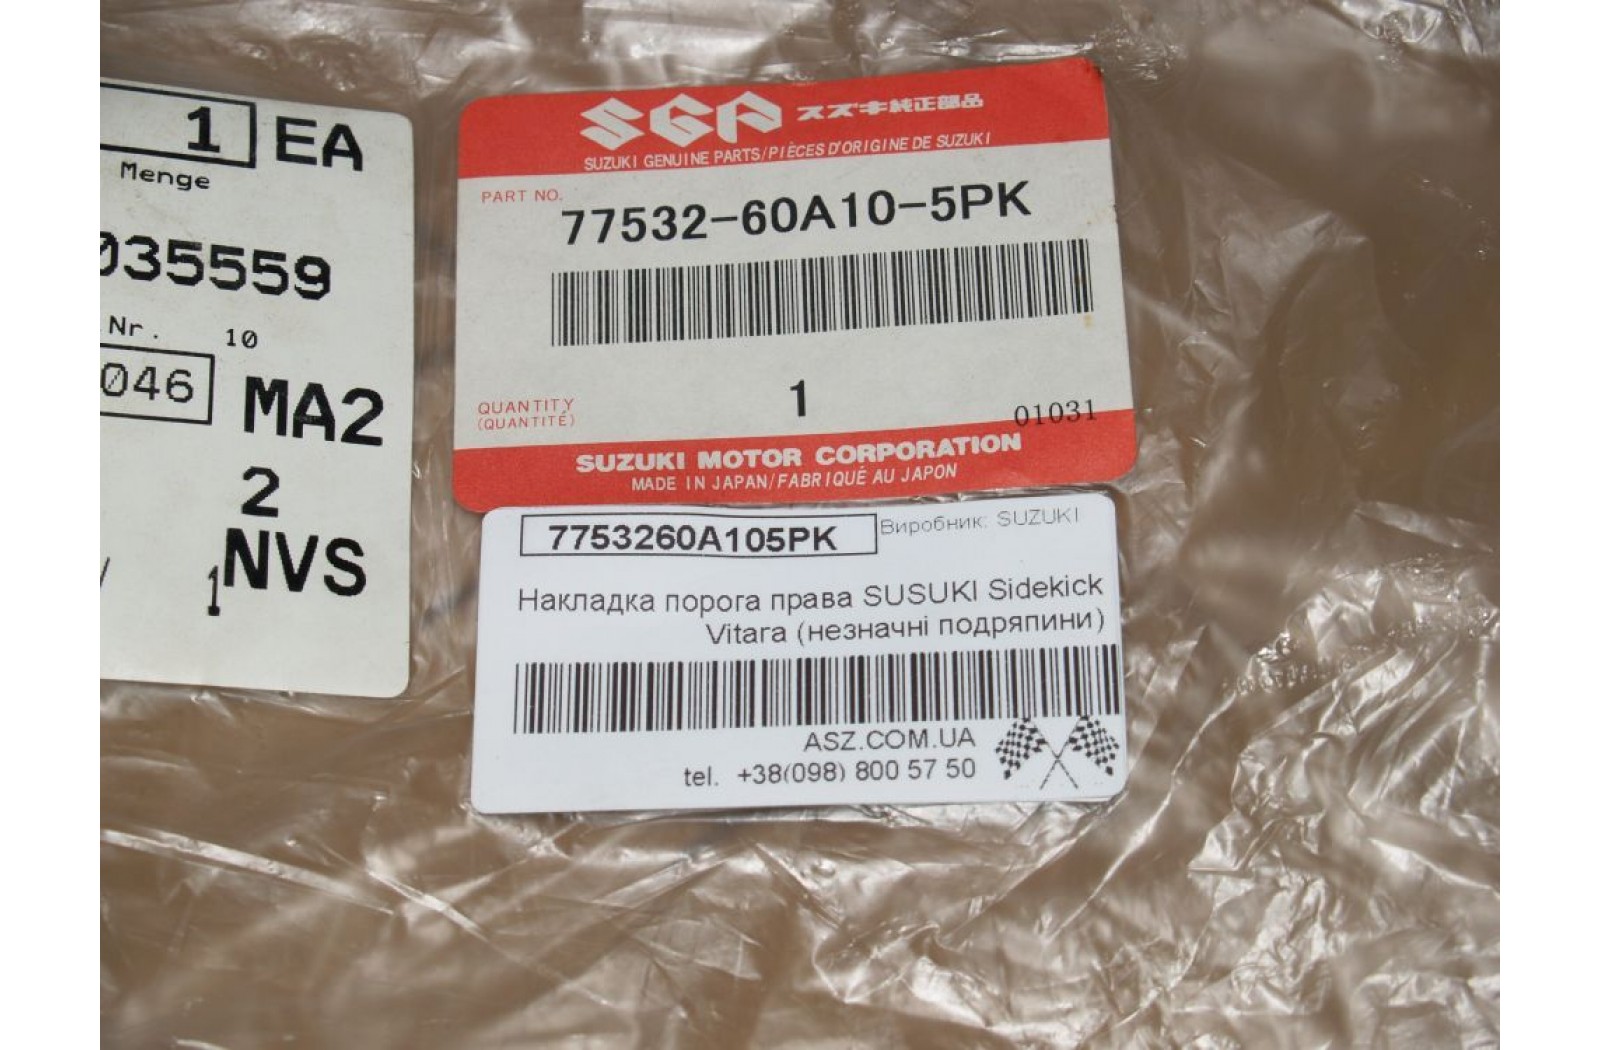 1 EA
Menge
035559
Nr. 10
046
MA2
2
1 NVS
SGP スズキ純正部品
SUZUKI GENUINE PARTS/PIÈCES D'ORIGINE DE SUZUKI
PART NO.
77532-60A10-5PK
QUANTITY
(QUANTITÉ)
1
01031
SUZUKI MOTOR CORPORATION
MADE IN JAPAN/FABRIQUÉ AU JAPON
7753260A105PK
Виробник: SUZUKI
Накладка порога права SUSUKI Sidekick
Vitara (незначні подряпини)
ASZ.COM.UA
tel. +38(098) 800 57 50